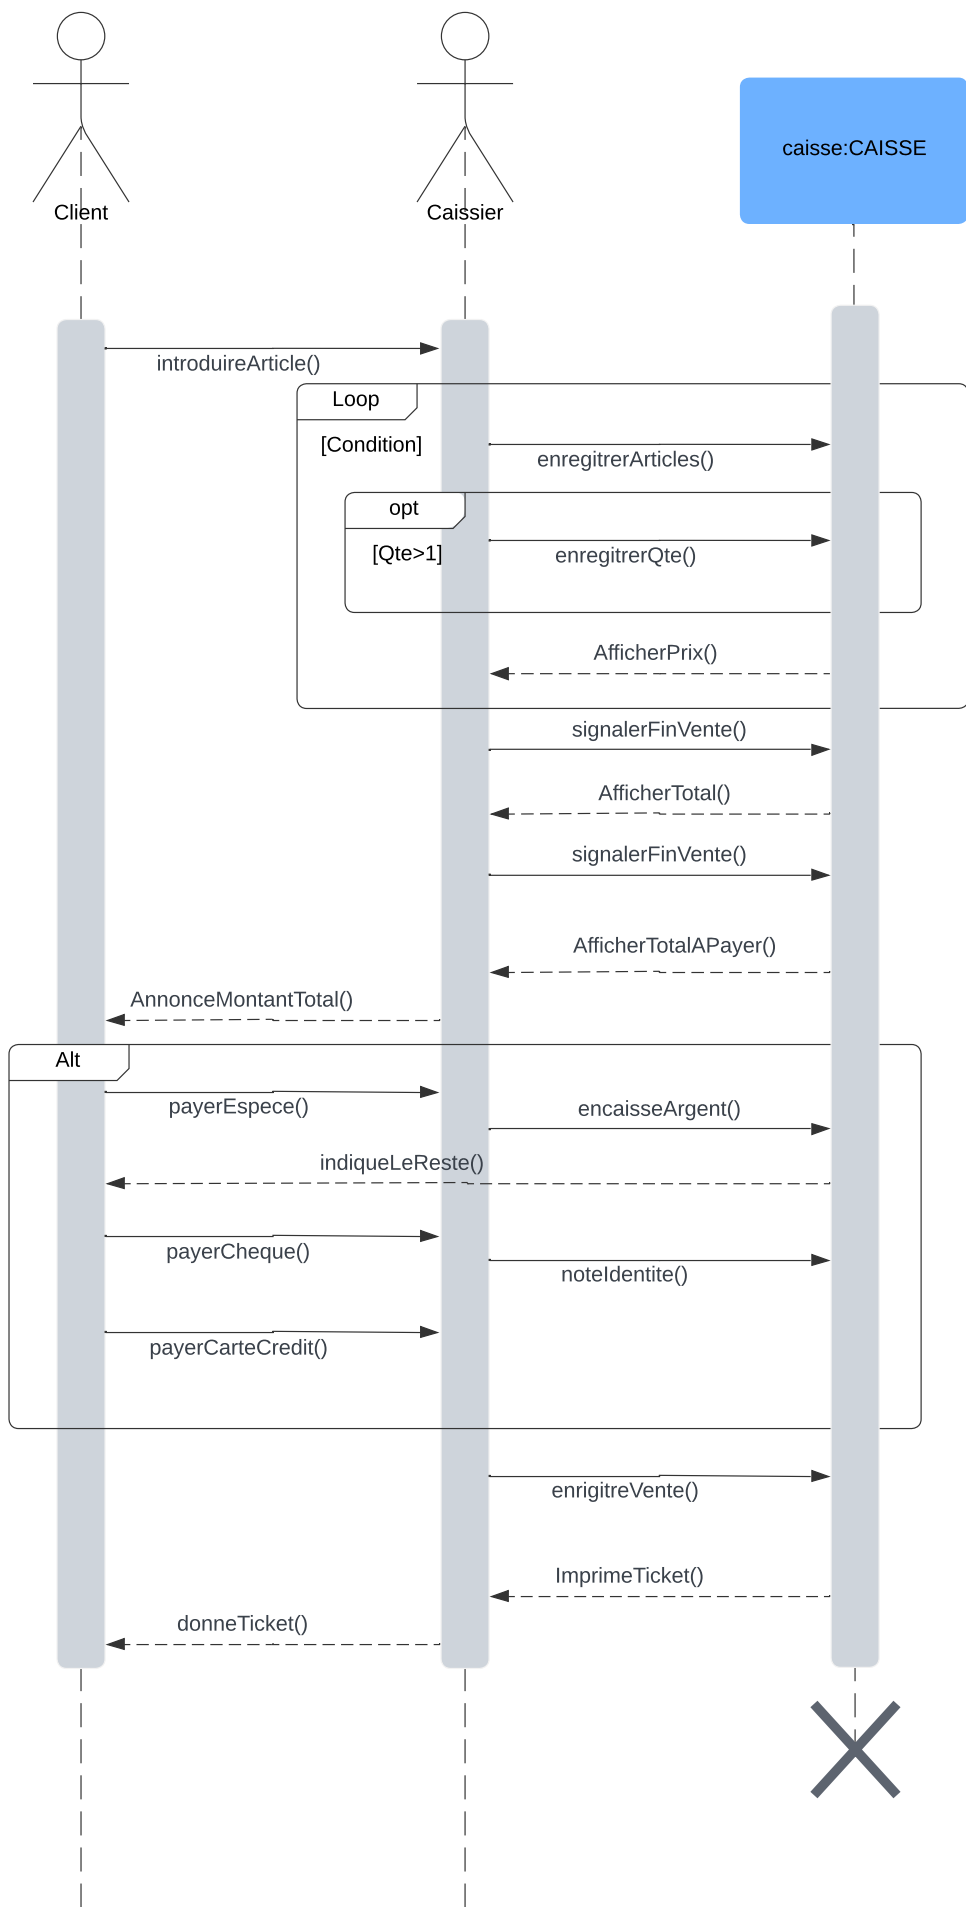 Client
Caissier
caisse:CAISSE
introduireArticle()
Loop
[Condition]
enregitrerArticles()
opt
[Qte>1]
enregitrerQte()
AfficherPrix()
signalerFinVente()
AfficherTotal()
signalerFinVente()
AfficherTotalAPayer()
AnnonceMontantTotal()
Alt
payerEspece()
encaisseArgent()
indiqueLeReste()
payerCheque()
noteIdentite()
payerCarteCredit()
enrigitreVente()
ImprimeTicket()
donneTicket()